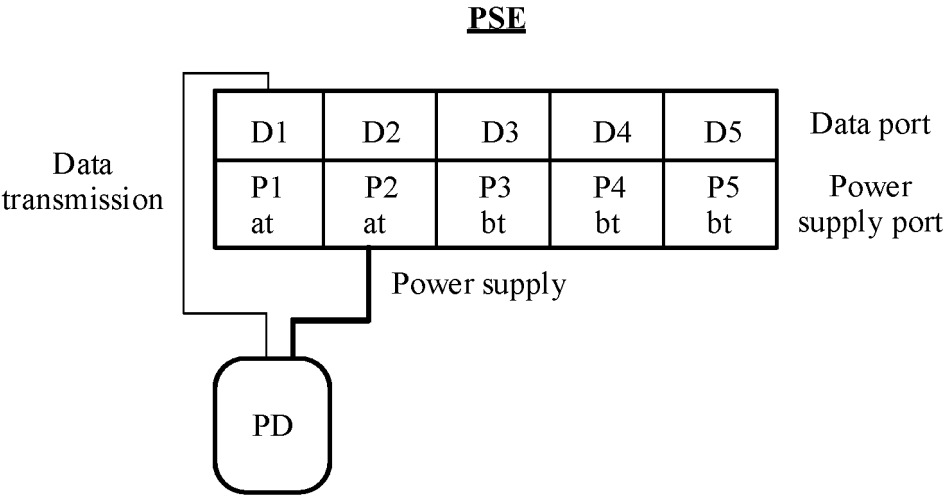 PSE
D1 D2 D3 D4 D5
Data port
Data
transmission
P1 P2 P3 P4 P5
at at bt bt bt
Power
supply port
Power supply
PD